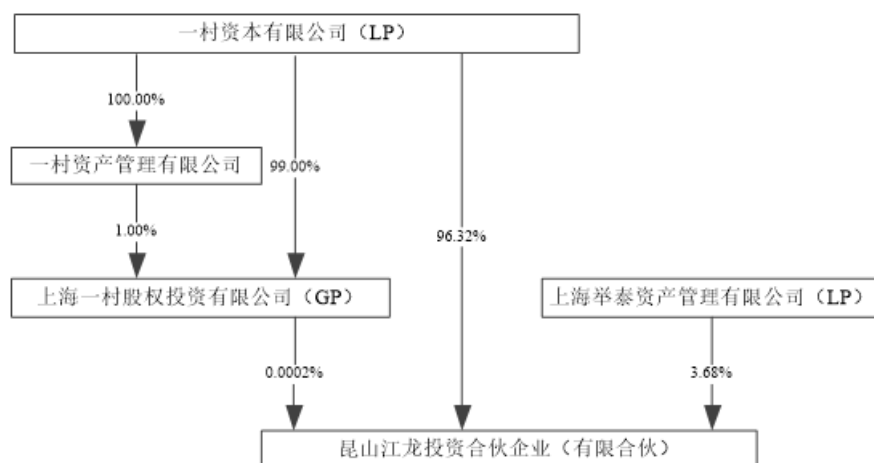 一村资本有限公司（LP）
100.00%
一村资产管理有限公司
99.00%
1.00%
96.32%
上海一村股权投资有限公司（GP）
上海举泰资产管理有限公司（LP）
0.0002%
3.68%
昆山江龙投资合伙企业（有限合伙）